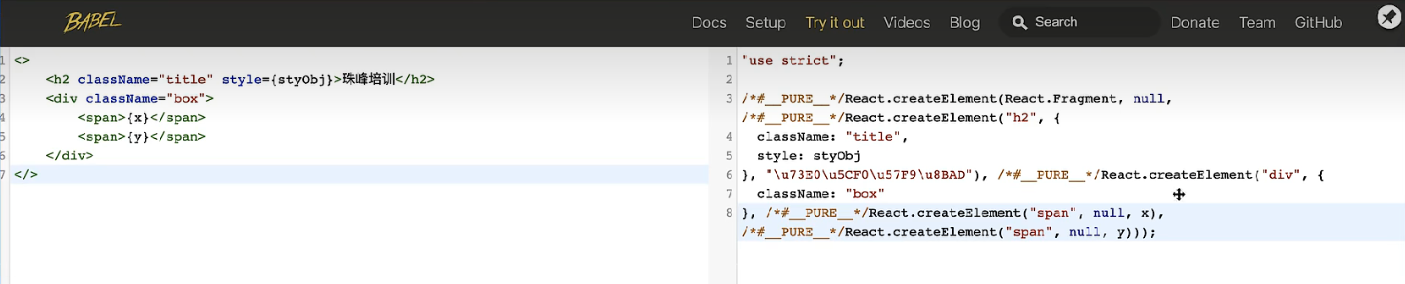 BABEL
Docs Setup Try it out Videos Blog Search Donate Team GitHub
1 <>
2 <h2 className="title" style={styObj}>珠峰培训</h2>
3 <div className="box">
4 <span>{x}</span>
5 <span>{y}</span>
6 </div>
7 </>
1 "use strict";
2
3 /*#__PURE__*/React.createElement(React.Fragment, null,
/*#__PURE__*/React.createElement("h2", {
4 className: "title",
5 style: styObj
6 }, "\u73E0\u5CF0\u57F9\u8BAD"), /*#__PURE__*/React.createElement("div", {
7 className: "box"
8 }, /*#__PURE__*/React.createElement("span", null, x),
/*#__PURE__*/React.createElement("span", null, y)));